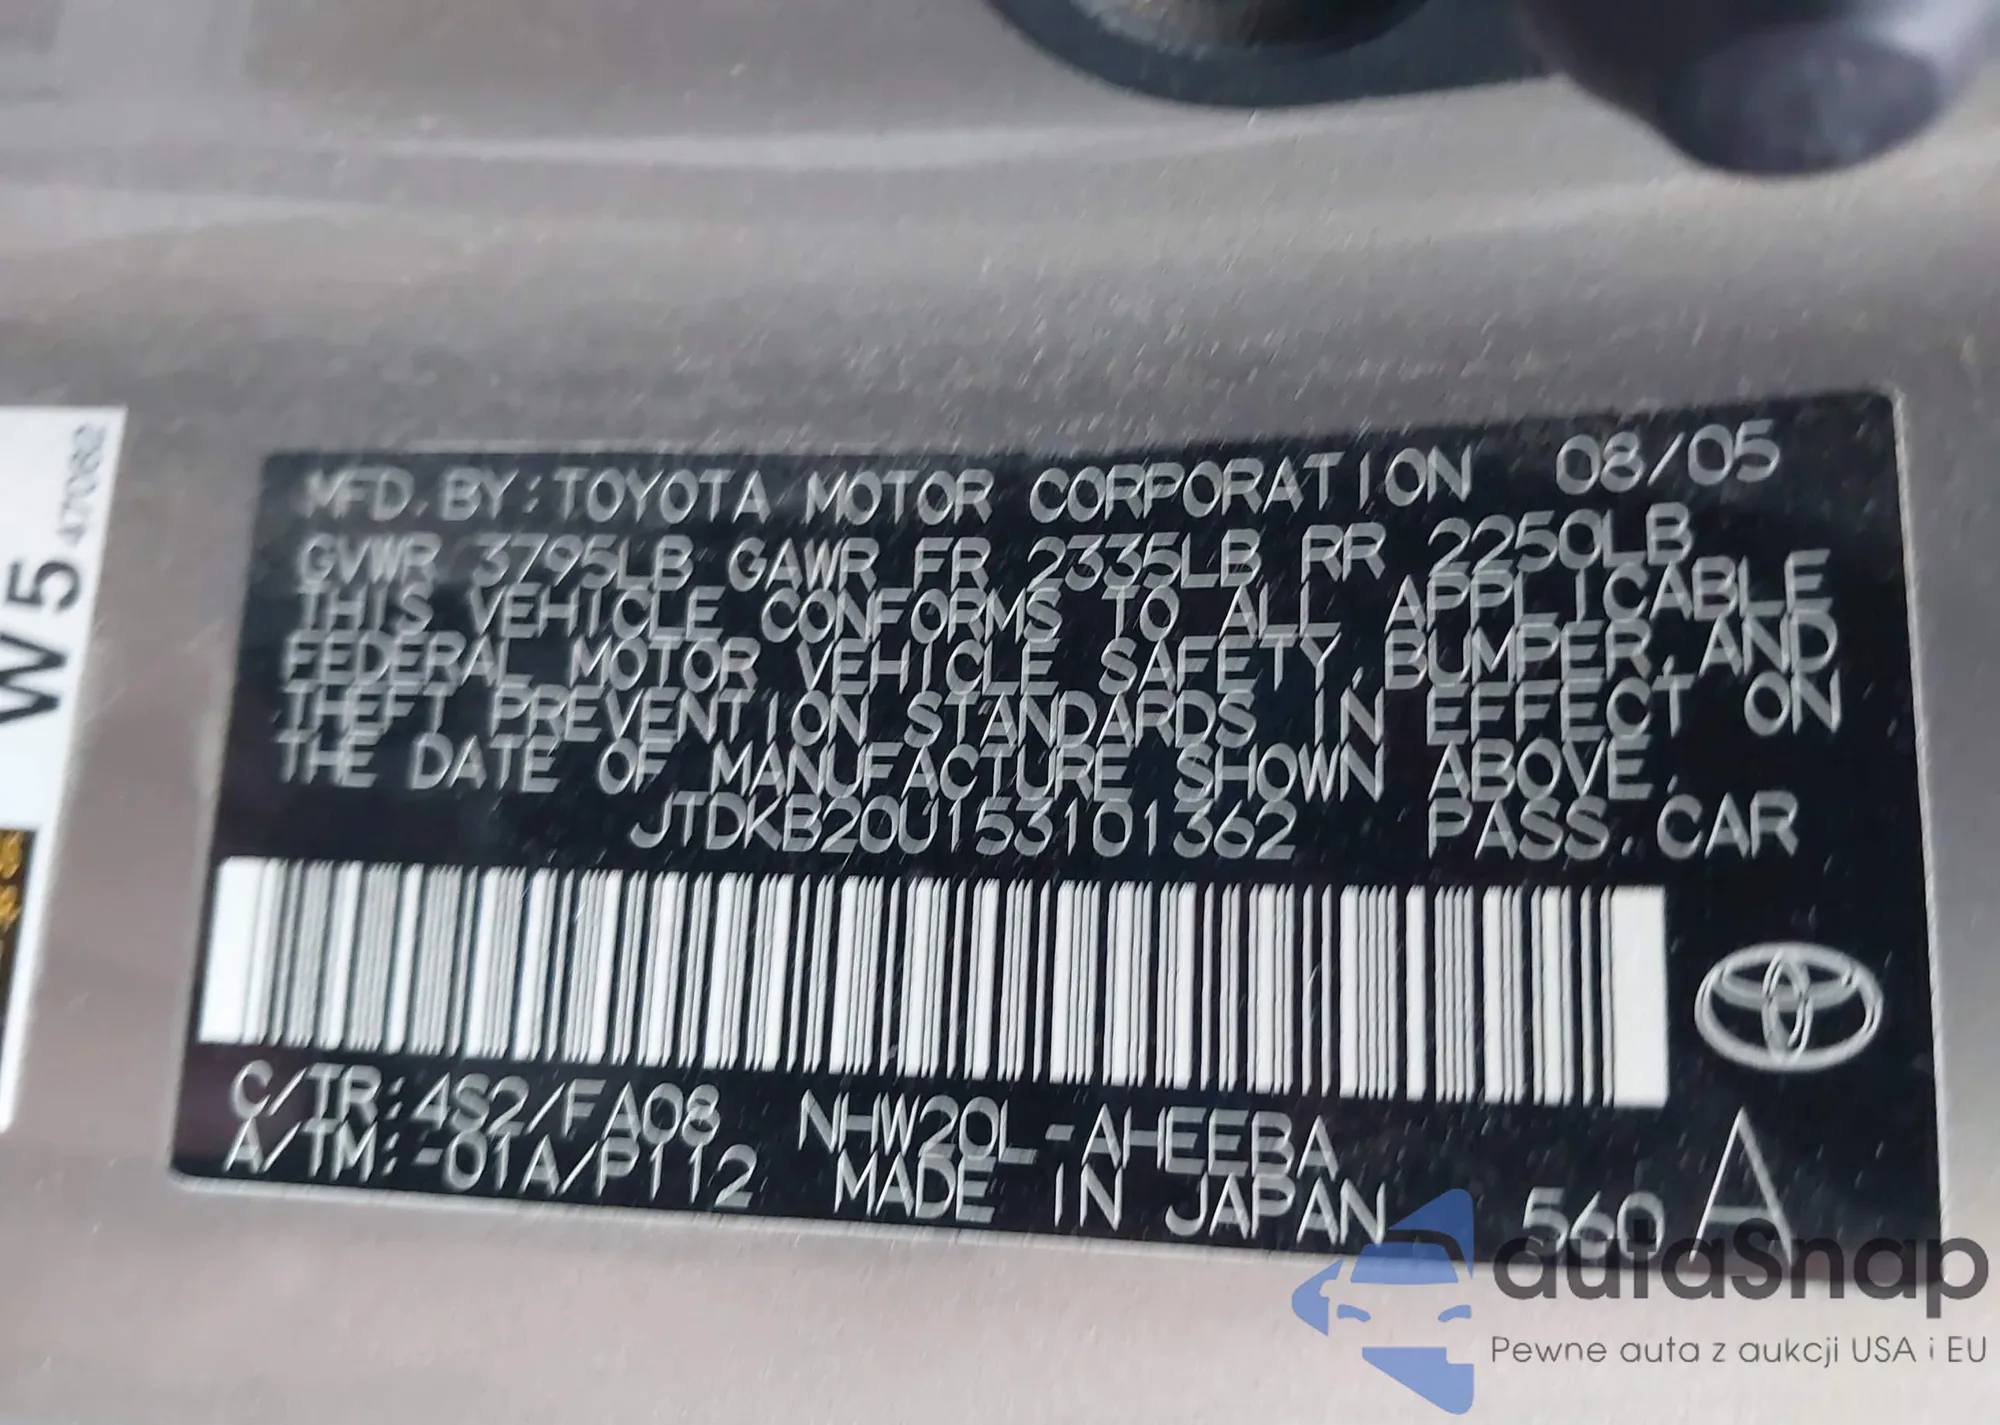 MFD. BY: TOYOTA MOTOR CORPORATION 08/05
GVWR 3795LB GAWR FR 2335LB RR 2250LB
THIS VEHICLE CONFORMS TO ALL APPLICABLE
FEDERAL MOTOR VEHICLE SAFETY, BUMPER, AND
THEFT PREVENTION STANDARDS IN EFFECT ON
THE DATE OF MANUFACTURE SHOWN ABOVE.
JTDKB20U153101362 PASS. CAR
C/TR:4S2/FA08 NHW20L-AHEEBA
A/TM:-01A/P112 MADE IN JAPAN 560 A
W5
47062
autaSnap
Pewne auta z aukcji USA i EU